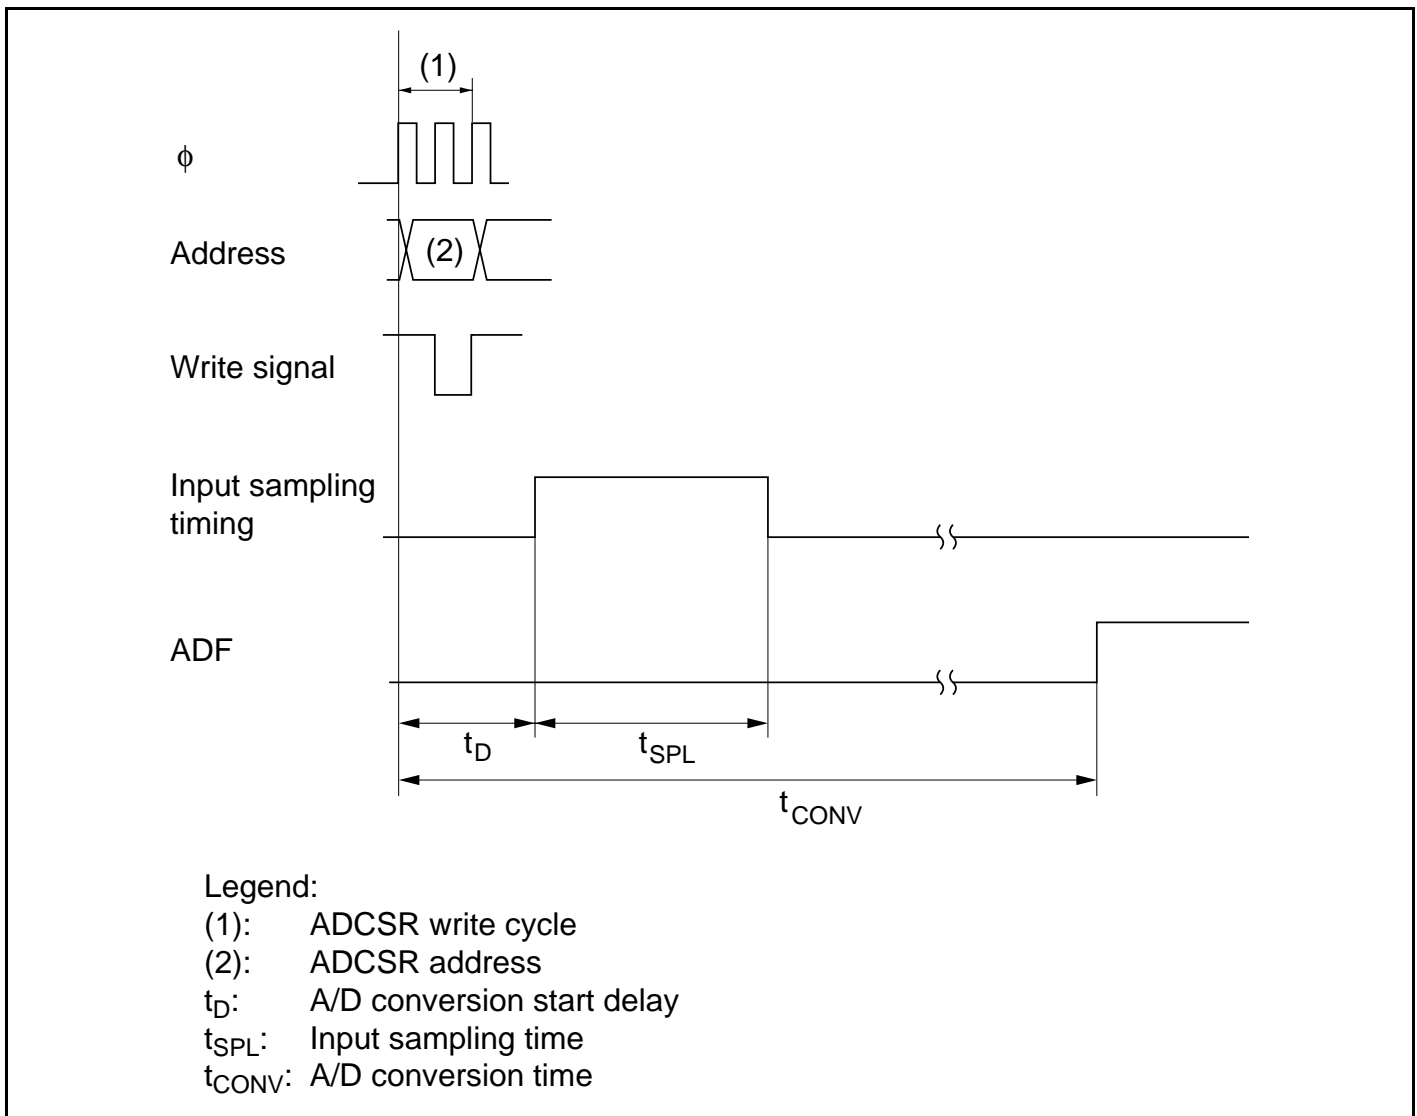 (1)
φ
Address
(2)
Write signal
Input sampling
timing
ADF
tD
tSPL
tCONV
Legend:
(1): ADCSR write cycle
(2): ADCSR address
tD: A/D conversion start delay
tSPL: Input sampling time
tCONV: A/D conversion time